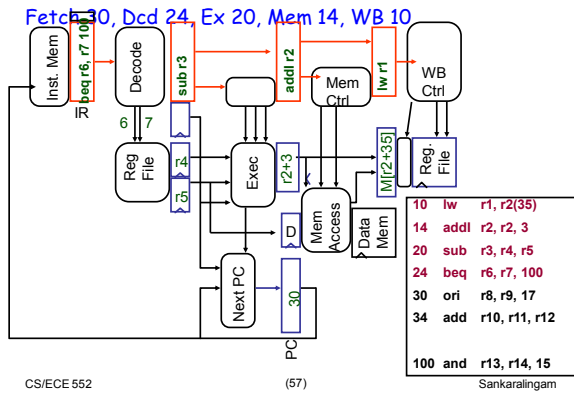 Fetch 30, Dcd 24, Ex 20, Mem 14, WB 10
Inst. Mem
beq r6, r7 100
IR
Decode
sub r3
addI r2
Mem
Ctrl
lw r1
WB
Ctrl
6 7
Reg
File
r4
r5
Exec
r2+3
M[r2+35]
Reg.
File
D
Mem
Access
Data
Mem
Next PC
30
PC
10 lw r1, r2(35)
14 addI r2, r2, 3
20 sub r3, r4, r5
24 beq r6, r7, 100
30 ori r8, r9, 17
34 add r10, r11, r12
100 and r13, r14, 15
CS/ECE 552
(57)
Sankaralingam